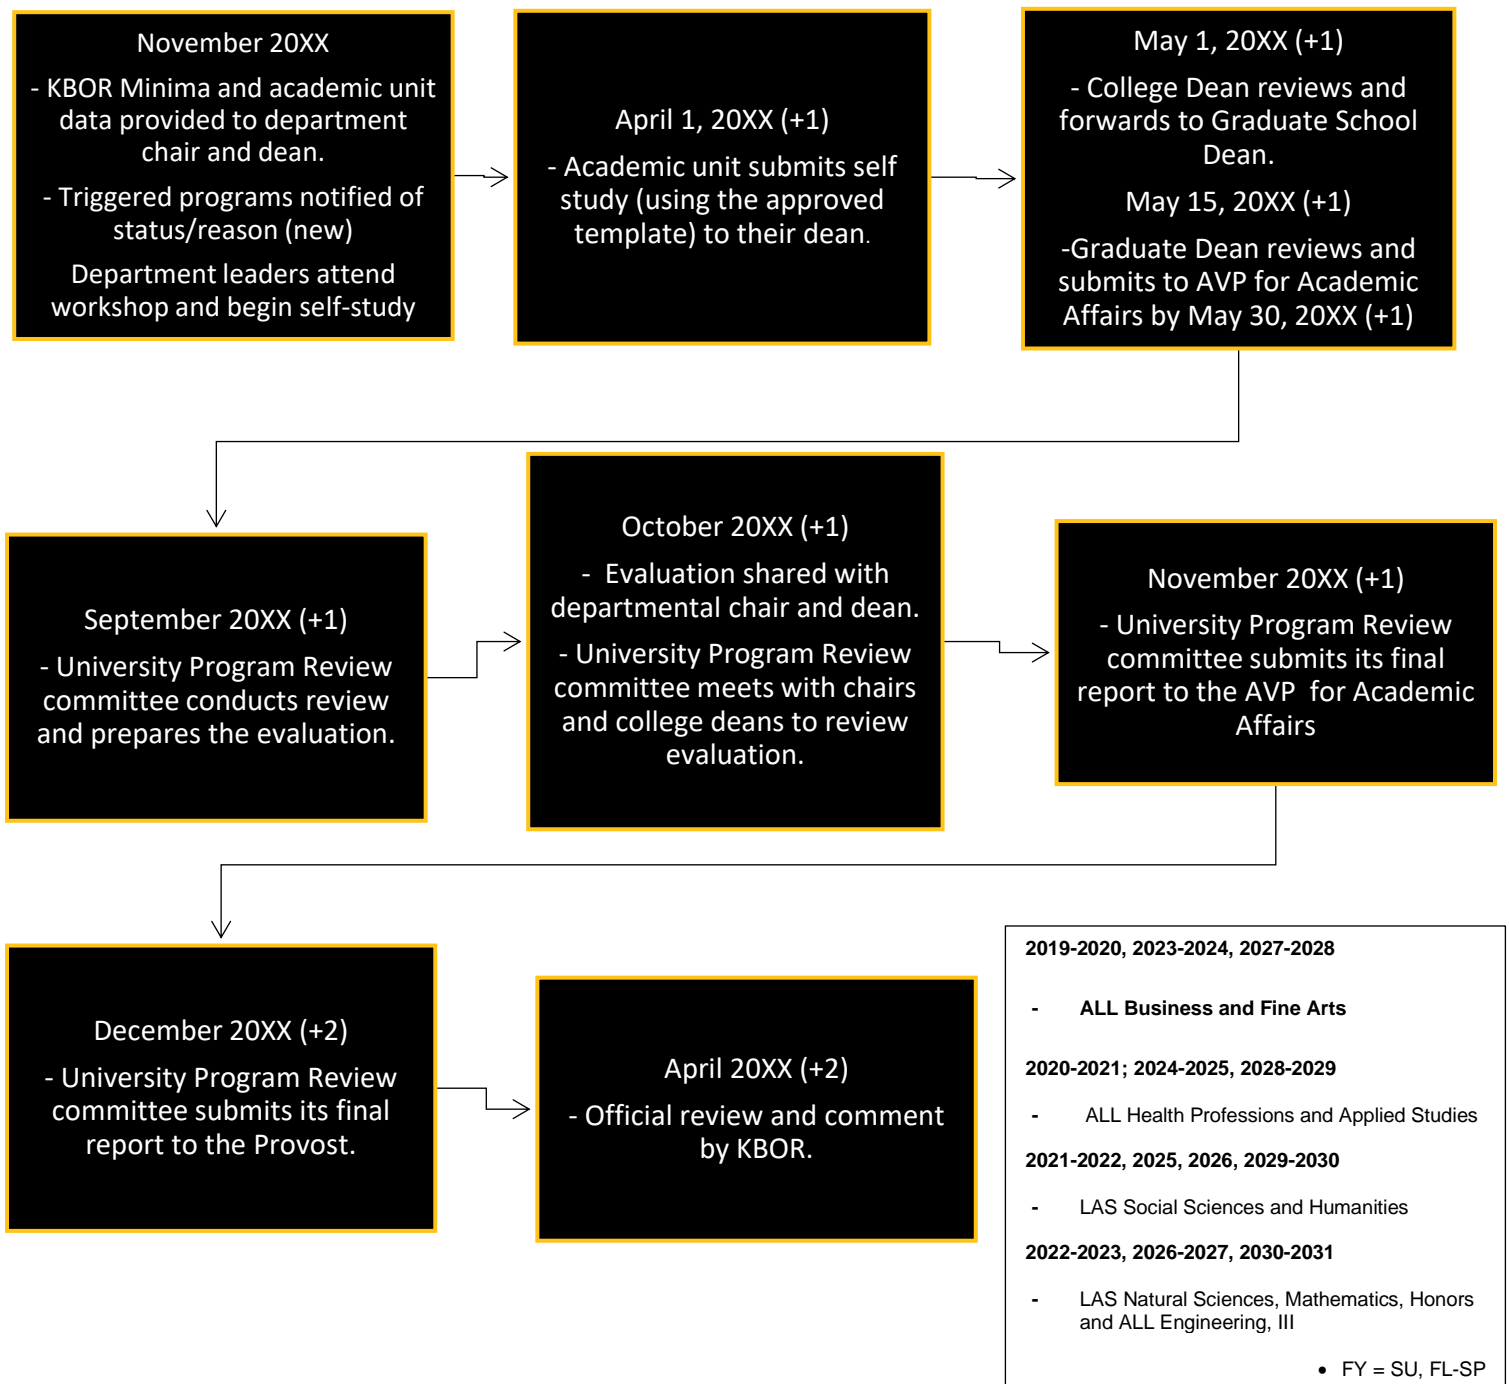 November 20XX
- KBOR Minima and academic unit
data provided to department
chair and dean.
- Triggered programs notified of
status/reason (new)
Department leaders attend
workshop and begin self-study
April 1, 20XX (+1)
- Academic unit submits self
study (using the approved
template) to their dean.
May 1, 20XX (+1)
- College Dean reviews and
forwards to Graduate School
Dean.
May 15, 20XX (+1)
-Graduate Dean reviews and
submits to AVP for Academic
Affairs by May 30, 20XX (+1)
September 20XX (+1)
- University Program Review
committee conducts review
and prepares the evaluation.
October 20XX (+1)
- Evaluation shared with
departmental chair and dean.
- University Program Review
committee meets with chairs
and college deans to review
evaluation.
November 20XX (+1)
- University Program Review
committee submits its final
report to the AVP for Academic
Affairs
December 20XX (+2)
- University Program Review
committee submits its final
report to the Provost.
April 20XX (+2)
- Official review and comment
by KBOR.
2019-2020, 2023-2024, 2027-2028
- ALL Business and Fine Arts
2020-2021; 2024-2025, 2028-2029
- ALL Health Professions and Applied Studies
2021-2022, 2025, 2026, 2029-2030
- LAS Social Sciences and Humanities
2022-2023, 2026-2027, 2030-2031
- LAS Natural Sciences, Mathematics, Honors
and ALL Engineering, III
• FY = SU, FL-SP